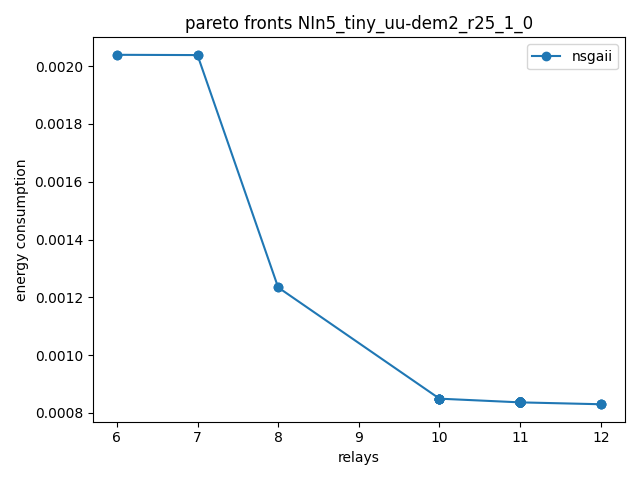 pareto fronts NIn5_tiny_uu-dem2_r25_1_0
nsgaii
0.0020
0.0018
0.0016
0.0014
0.0012
0.0010
0.0008
energy consumption
6 7 8 9 10 11 12
relays